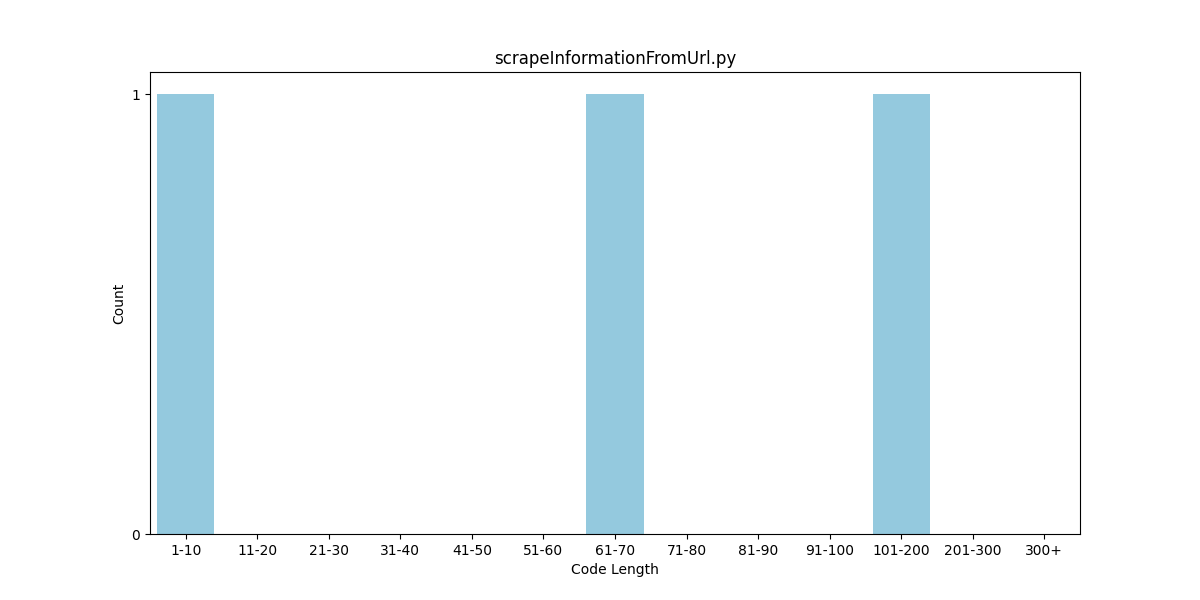 scrapeInformationFromUrl.py
1
Count
0
1-10 11-20 21-30 31-40 41-50 51-60 61-70 71-80 81-90 91-100 101-200 201-300 300+
Code Length